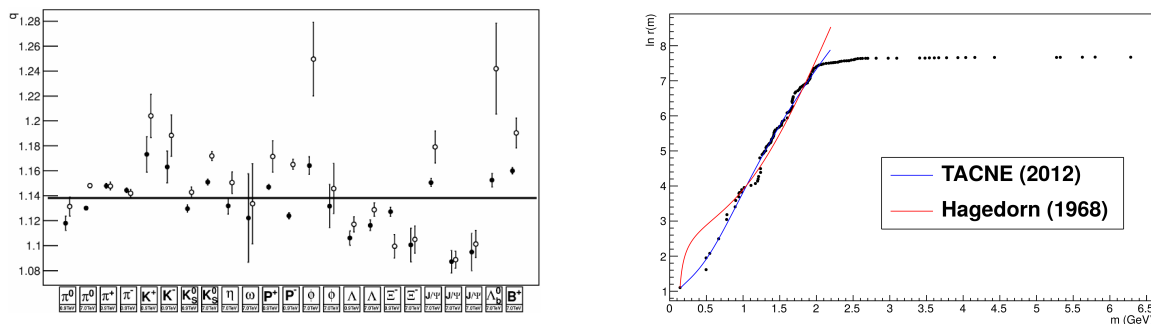 q
1.28
1.26
1.24
1.22
1.2
1.18
1.16
1.14
1.12
1.1
1.08
π⁰ π⁰ π⁺ π⁻ K⁺ K⁻ K⁰S K⁰S η ω P⁺ P⁻ ϕ ϕ Λ Λ Ξ⁻ Ξ⁻ J/Ψ J/Ψ J/Ψ Λ⁰b B⁺
ln r(m)
8
7
6
5
4
3
2
1
TACNE (2012)
Hagedorn (1968)
0 0.5 1 1.5 2 2.5 3 3.5 4 4.5 5 5.5 6 6.5
m (GeV)